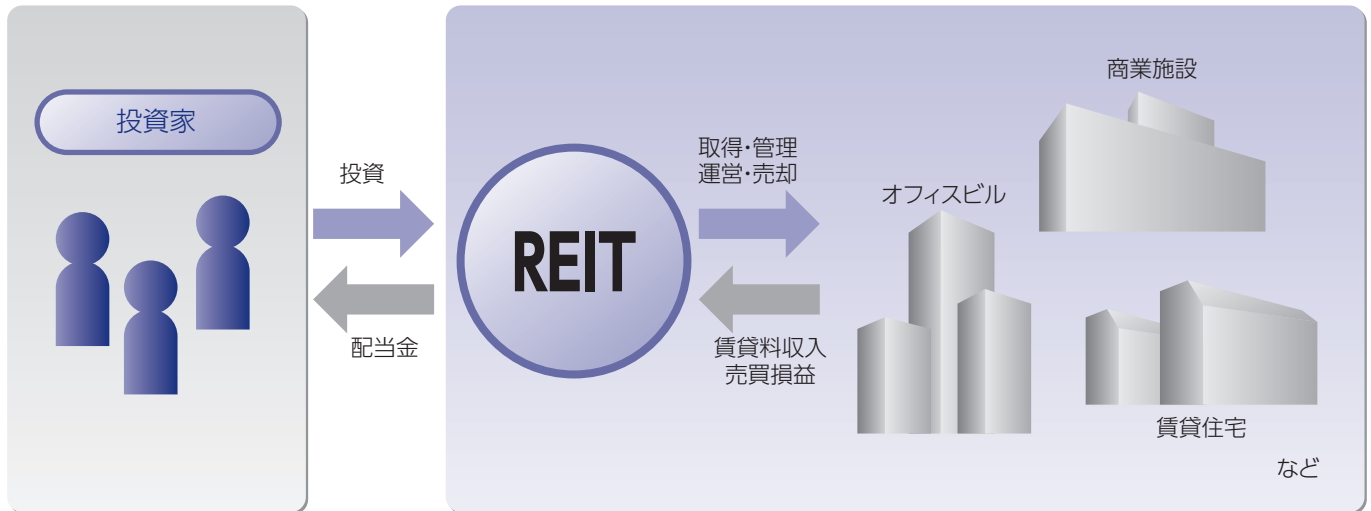 投資家
投資
配当金
REIT
取得・管理
運営・売却
賃貸料収入
売買損益
商業施設
オフィスビル
賃貸住宅
など